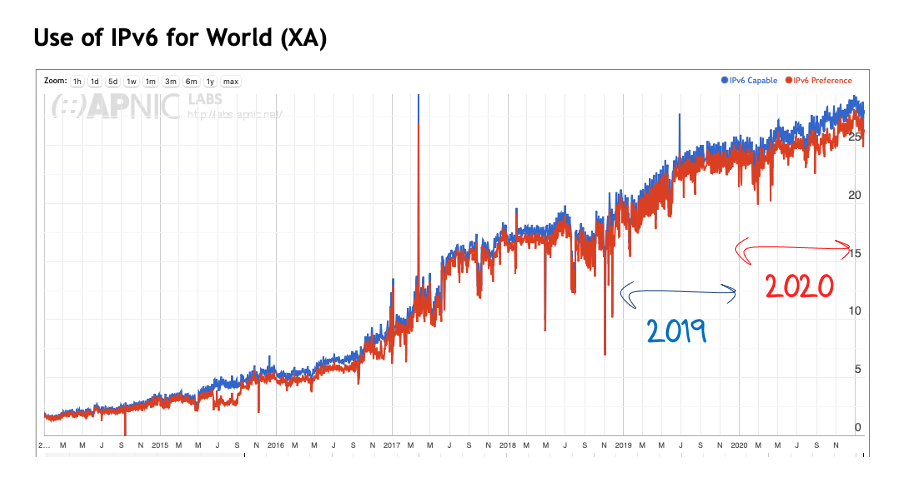 Use of IPv6 for World (XA)
Zoom: 1h 1d 5d 1w 1m 3m 6m 1y max
IPv6 Capable IPv6 Preference
(::) APNIC LABS
http://labs.apnic.net/
25
20
15
10
5
0
2020
2019
2... M M J S N 2015 M M J S N 2016 M M J S N 2017 M M J S N 2018 M M J S N 2019 M M J S N 2020 M M J S N